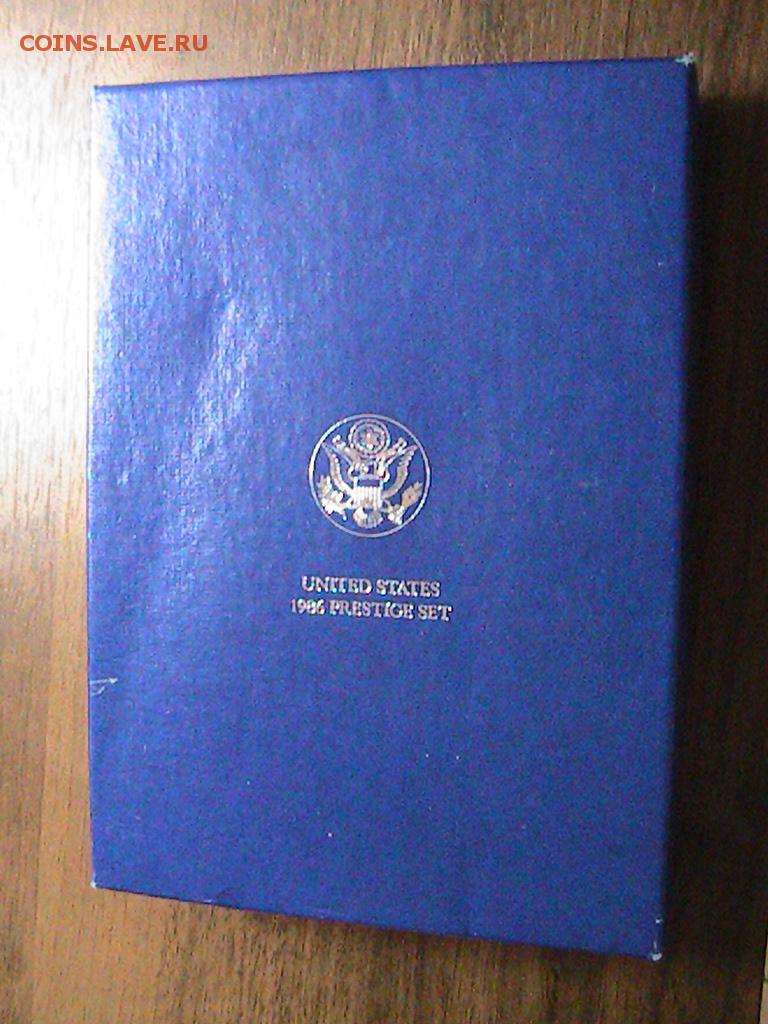 COINS.LAVE.RU
UNITED STATES
1986 PRESTIGE SET